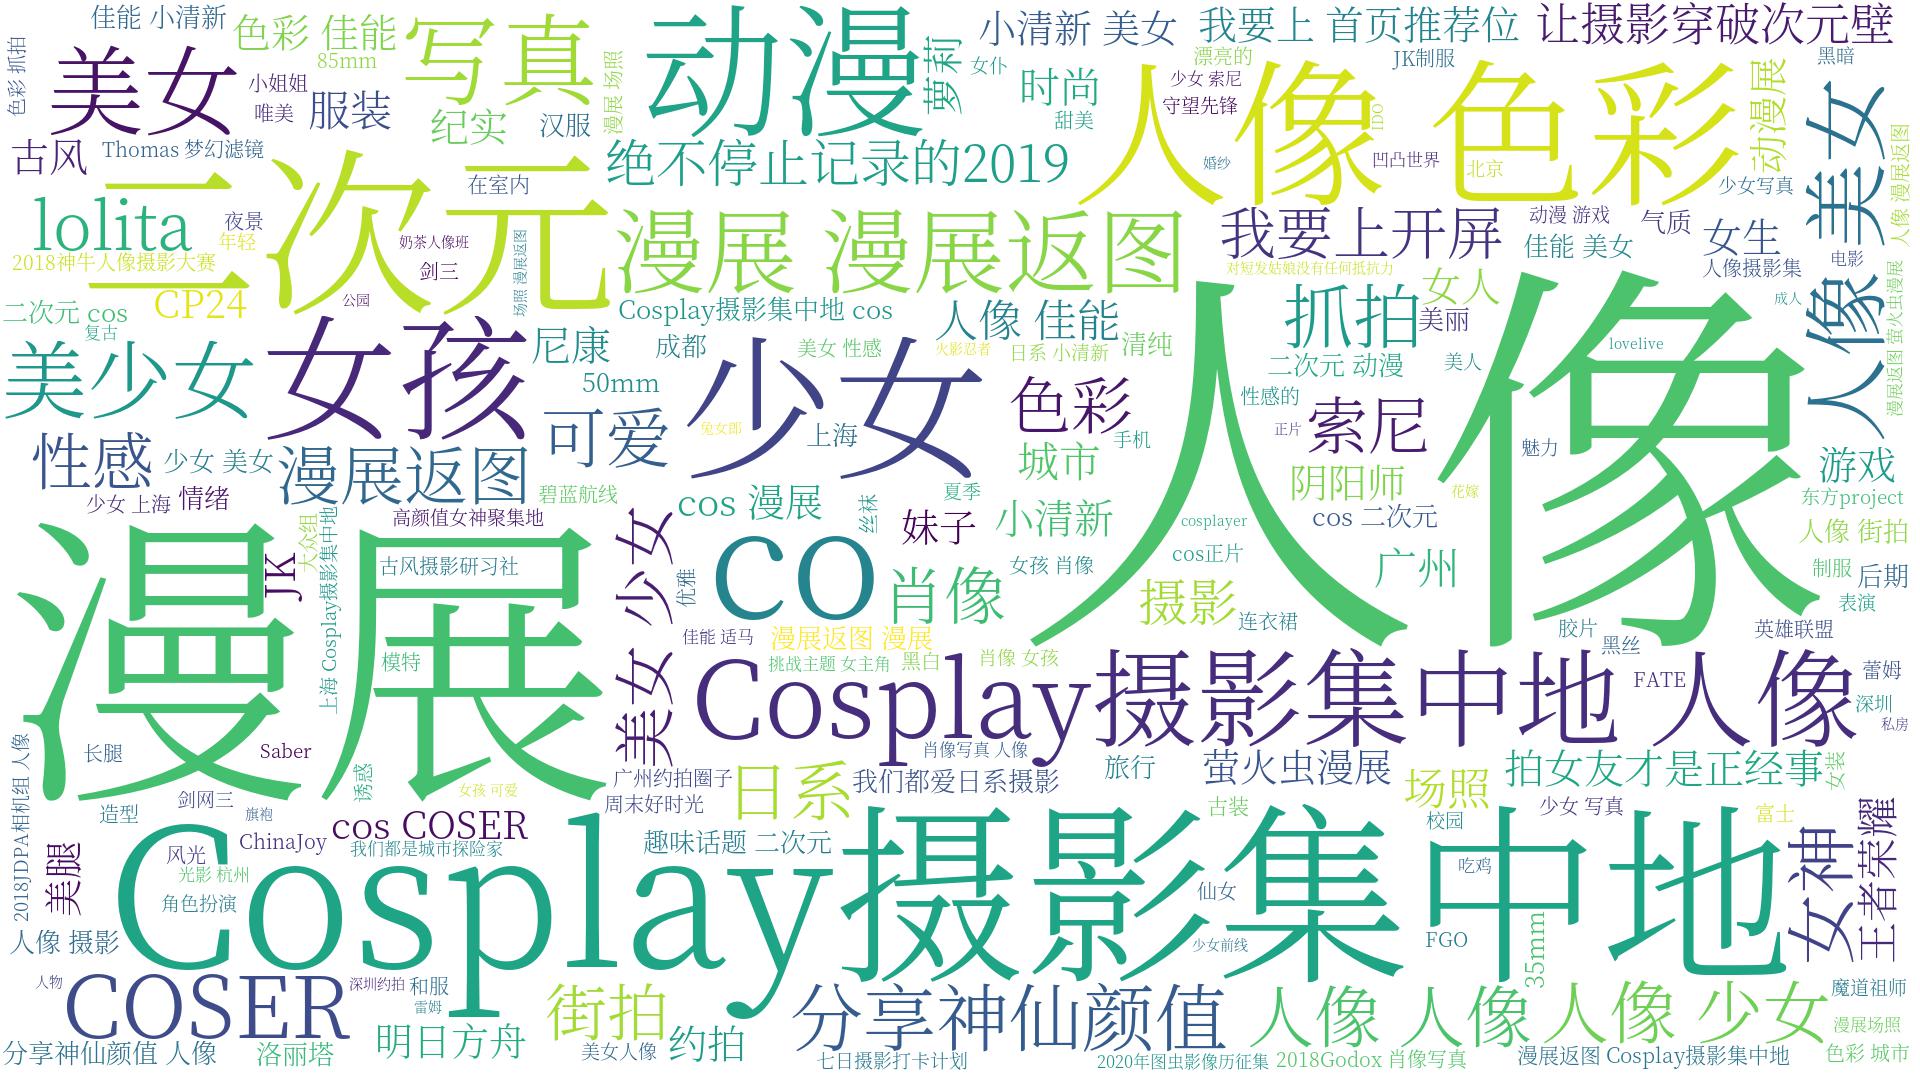 佳能 小清新
色彩 佳能
写真
动漫
小清新 美女
我要上 首页推荐位
让摄影穿破次元壁
色彩 抓拍
美女
小姐姐
85mm
漫展 场照
萝莉
女仆
时尚
漂亮的
JK制服
黑暗
唯美
服装
纪实
汉服
甜美
人像 色彩
少女 索尼
守望先锋
IDO
动漫展
美女 人像
古风
Thomas 梦幻滤镜
绝不停止记录的2019
婚纱
凹凸世界
北京
少女写真
人像 漫展返图
二次元
在室内
lolita
夜景
年轻
奶茶人像班
剑三
漫展 漫展返图
我要上开屏
动漫 游戏
气质
女生
佳能 美女
人像摄影集
电影
2018神牛人像摄影大赛
CP24
公园
场照 漫展返图
对短发姑娘没有任何抵抗力
女人
成人
漫展返图 萤火虫漫展
二次元 cos
复古
Cosplay摄影集中地 cos
人像 佳能
抓拍
美丽
人像
lovelive
美少女
女孩
尼康
成都
美女 性感
火影忍者
日系 小清新
清纯
二次元 动漫
美人
50mm
少女
色彩
性感的
索尼
正片
可爱
兔女郎
上海
手机
魅力
性感
少女 美女
漫展返图
城市
阴阳师
游戏
少女 上海
情绪
碧蓝航线
cos 漫展
丝袜
夏季
花嫁
东方project
高颜值女神聚集地
妹子
小清新
cosplayer
cos 二次元
人像 街拍
漫展
JK
大众组
上海 Cosplay摄影集中地
古风摄影研习社
美女 少女
优雅
co
肖像
女孩 肖像
cos正片
广州
制服
后期
摄影
连衣裙
表演
佳能 适马
漫展返图 漫展
胶片
黑丝
英雄联盟
模特
挑战主题 女主角
黑白
肖像 女孩
Cosplay摄影集中地 人像
FATE
蕾姆
深圳
私房
2018JDPA相机组 人像
长腿
Saber
诱惑
肖像写真 人像
广州约拍圈子
日系
我们都爱日系摄影
旅行
萤火虫漫展
场照
拍女友才是正经事
女装
造型
剑网三
旗袍
女孩 可爱
周末好时光
古装
少女 写真
校园
富士
ChinaJoy
cos COSER
我们都是城市探险家
趣味话题 二次元
美腿
风光
光影 杭州
角色扮演
Cosplay摄影集中地
吃鸡
仙女
女神
王者荣耀
人像 摄影
少女前线
FGO
35mm
人物
COSER
深圳约拍
和服
雷姆
街拍
分享神仙颜值
人像 人像
人像 少女
魔道祖师
漫展场照
分享神仙颜值 人像
洛丽塔
明日方舟
美女人像
约拍
七日摄影打卡计划
2020年图虫影像历征集
2018Godox 肖像写真
漫展返图 Cosplay摄影集中地
色彩 城市